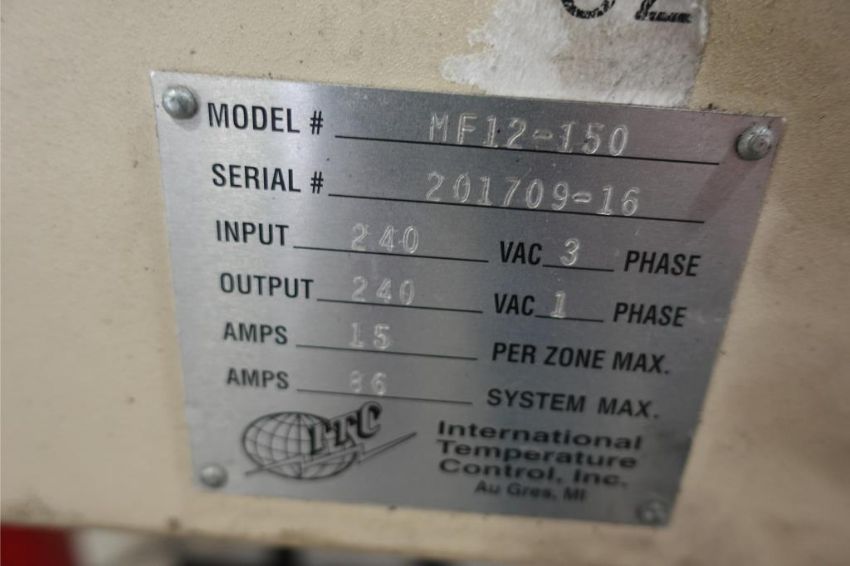 MODEL # MF12-150
SERIAL # 201709-16
INPUT 240 VAC 3 PHASE
OUTPUT 240 VAC 1 PHASE
AMPS 15 PER ZONE MAX.
AMPS 86 SYSTEM MAX.
ITC
International
Temperature
Control, Inc.
Au Gres, MI